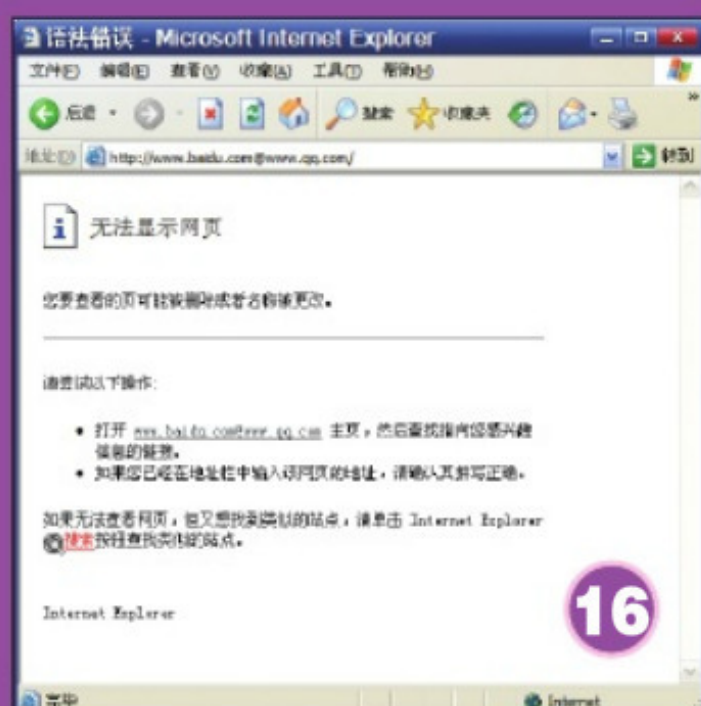 语法错误 - Microsoft Internet Explorer
文件(F) 编辑(E) 查看(V) 收藏(A) 工具(T) 帮助(H)
后退 搜索 收藏夹 »
地址(D) http://www.baidu.com@www.qq.com/ 转到
无法显示网页
您要查看的页可能被删除或者名称被更改。
请尝试以下操作:
• 打开 www.baidu.com@www.qq.com 主页，然后查找指向您感兴趣
信息的链接。
• 如果您已经在地址栏中输入该网页的地址，请确认其拼写正确。
如果无法查看网页，但又想找到类似的站点，请单击 Internet Explorer
搜索按钮查找类似的站点。
Internet Explorer
16
完毕 Internet